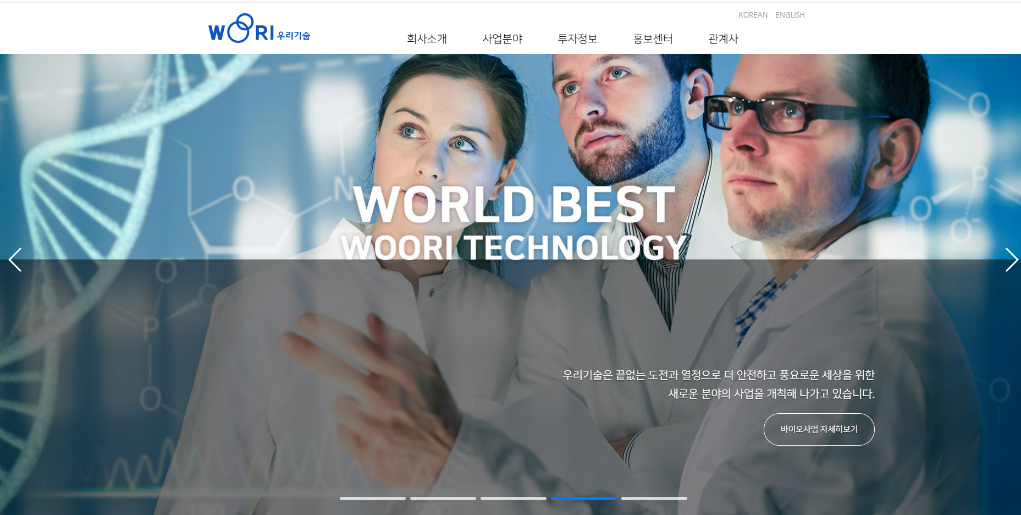 KOREAN ENGLISH
WOORI 우리기술
회사소개 사업분야 투자정보 홍보센터 관계사
O
N
N
O
P
O
O
O
O
P
O
O
WORLD BEST
WOORI TECHNOLOGY
우리기술은 끝없는 도전과 열정으로 더 안전하고 풍요로운 세상을 위한
새로운 분야의 사업을 개척해 나가고 있습니다.
바이오사업 자세히보기